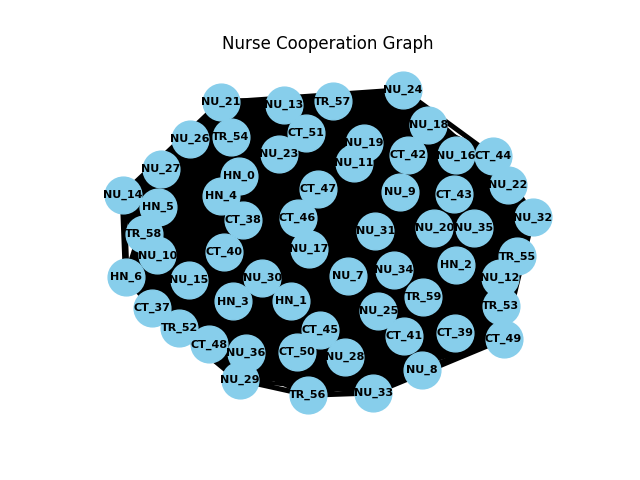 Nurse Cooperation Graph
NU_24
NU_21
NU_13
TR_57
NU_18
CT_51
NU_26
TR_54
NU_19
NU_23
CT_42
NU_16
CT_44
NU_11
NU_27
HN_0
CT_47
NU_22
NU_14
HN_4
NU_9
CT_43
HN_5
CT_38
CT_46
NU_32
TR_58
NU_31
NU_20
NU_35
NU_10
CT_40
NU_17
TR_55
HN_2
HN_6
NU_15
NU_30
NU_7
NU_34
NU_12
CT_37
HN_3
HN_1
TR_59
TR_53
NU_25
TR_52
CT_45
CT_41
CT_39
CT_49
CT_48
NU_36
CT_50
NU_28
NU_29
NU_8
TR_56
NU_33